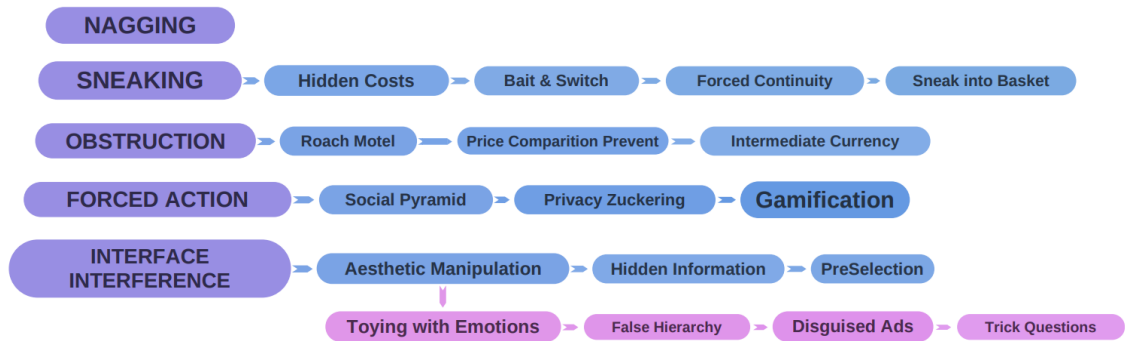 NAGGING
SNEAKING
Hidden Costs
Bait & Switch
Forced Continuity
Sneak into Basket
OBSTRUCTION
Roach Motel
Price Comparition Prevent
Intermediate Currency
FORCED ACTION
Social Pyramid
Privacy Zuckering
Gamification
INTERFACE
INTERFERENCE
Aesthetic Manipulation
Hidden Information
PreSelection
Toying with Emotions
False Hierarchy
Disguised Ads
Trick Questions